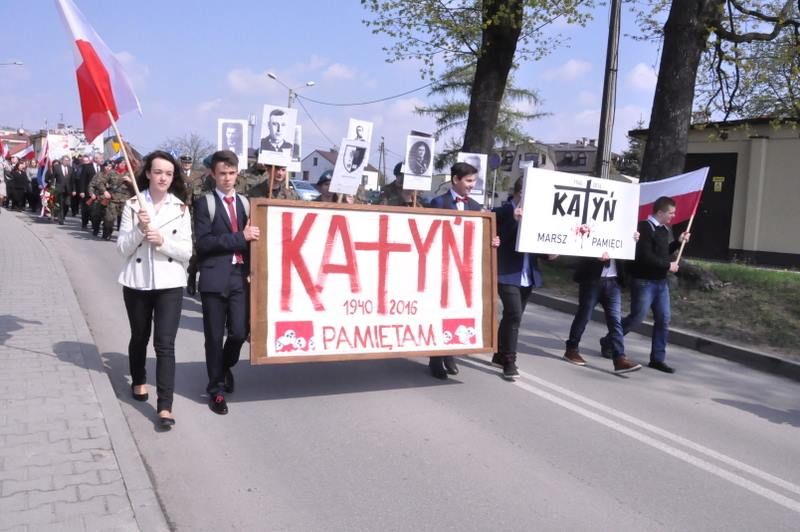 KATYŃ
1940 2016
PAMIĘTAM
KATYŃ
MARSZ PAMIĘCI